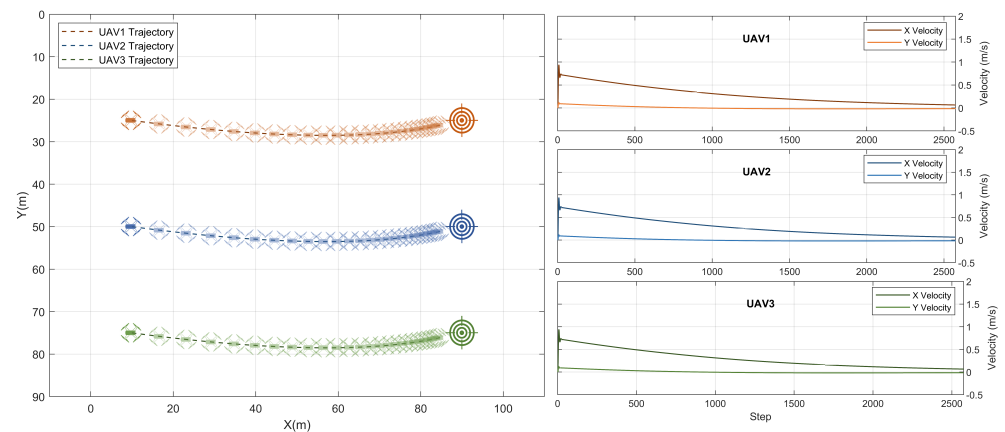 0
10
20
30
40
50
60
70
80
90
Y(m)
0
20
40
60
80
100
X(m)
UAV1 Trajectory
UAV2 Trajectory
UAV3 Trajectory
UAV1
X Velocity
Y Velocity
2
1.5
1
0.5
0
-0.5
Velocity (m/s)
0
500
1000
1500
2000
2500
UAV2
X Velocity
Y Velocity
2
1.5
1
0.5
0
-0.5
Velocity (m/s)
0
500
1000
1500
2000
2500
UAV3
X Velocity
Y Velocity
2
1.5
1
0.5
0
-0.5
Velocity (m/s)
0
500
1000
1500
2000
2500
Step